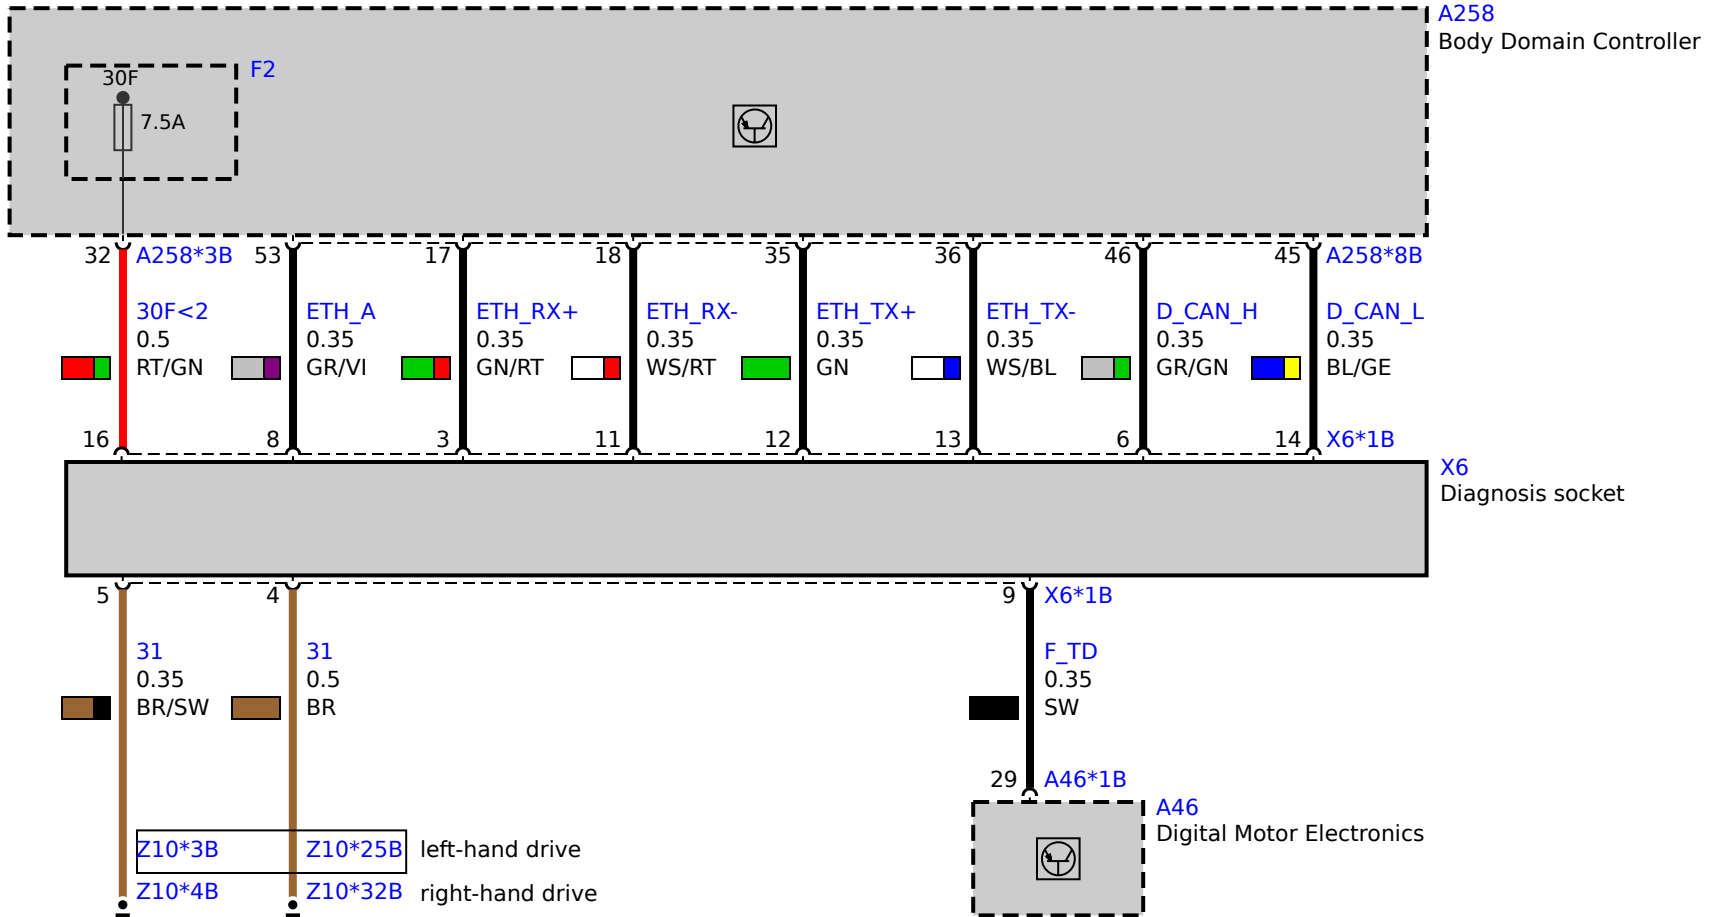 A258
Body Domain Controller
F2
30F
7.5A
32 A258*3B 53 17 18 35 36 46 45 A258*8B
30F<2 ETH_A ETH_RX+ ETH_RX- ETH_TX+ ETH_TX- D_CAN_H D_CAN_L
0.5 0.35 0.35 0.35 0.35 0.35 0.35 0.35
RT/GN GR/VI GN/RT WS/RT GN WS/BL GR/GN BL/GE
16 8 3 11 12 13 6 14 X6*1B
X6
Diagnosis socket
5 4 9 X6*1B
31 31 F_TD
0.35 0.5 0.35
BR/SW BR SW
29 A46*1B
A46
Digital Motor Electronics
Z10*3B Z10*25B left-hand drive
Z10*4B Z10*32B right-hand drive